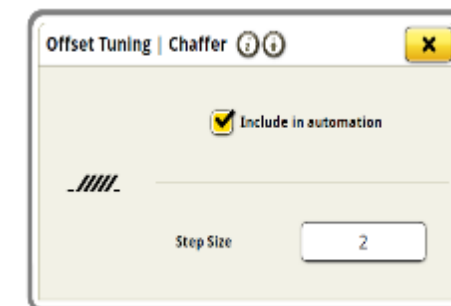 Offset Tuning | Chaffer
Include in automation
Step Size
2